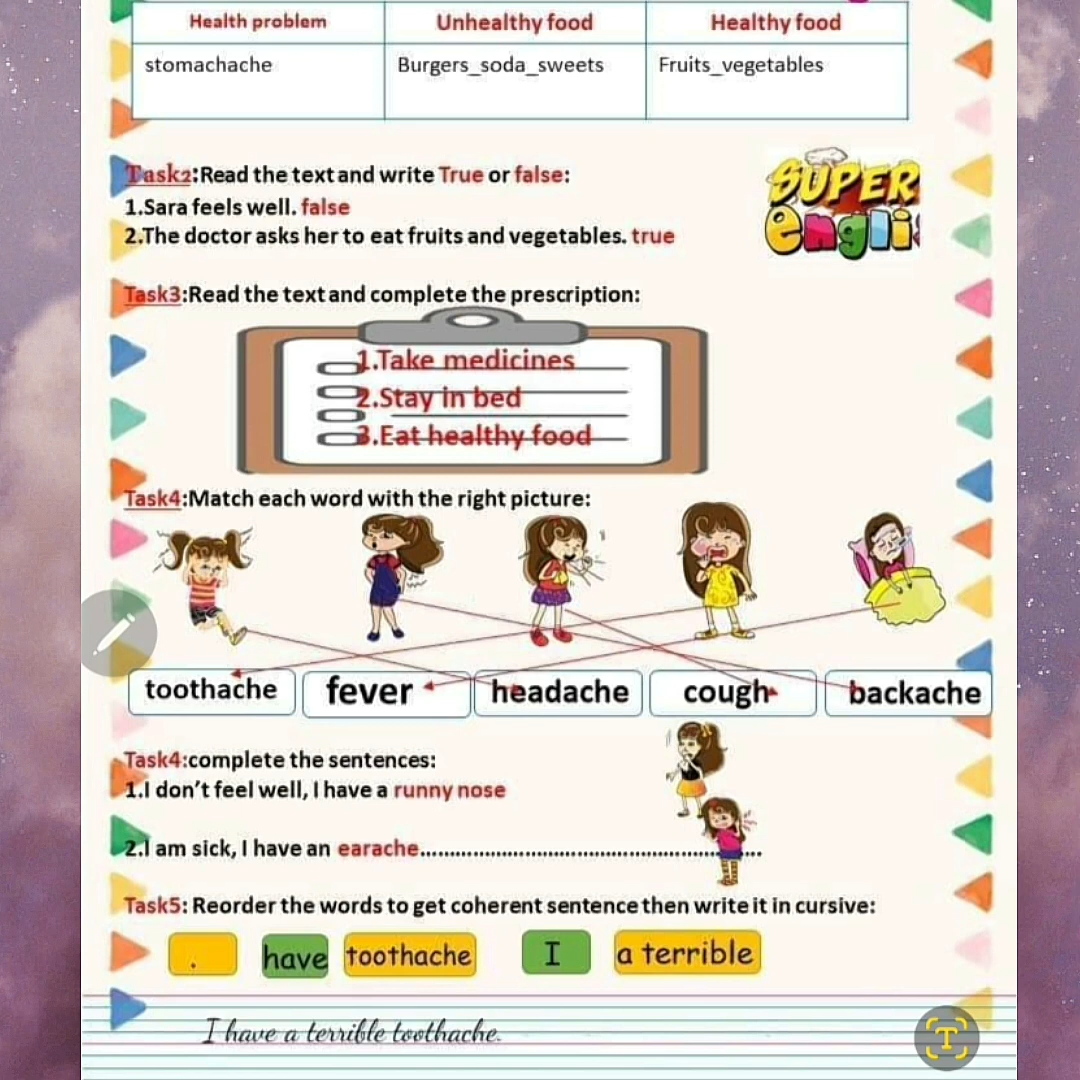 Health problem Unhealthy food Healthy food
stomachache Burgers_soda_sweets Fruits_vegetables
Task2:Read the text and write True or false:
1.Sara feels well. false
2.The doctor asks her to eat fruits and vegetables. true
SUPER
engli
Task3:Read the text and complete the prescription:
1.Take medicines
2.Stay in bed
3.Eat healthy food
Task4:Match each word with the right picture:
toothache fever headache cough backache
Task4:complete the sentences:
1.I don't feel well, I have a runny nose
2.I am sick, I have an earache..........................................................
Task5: Reorder the words to get coherent sentence then write it in cursive:
. have toothache I a terrible
I have a terrible toothache.
T